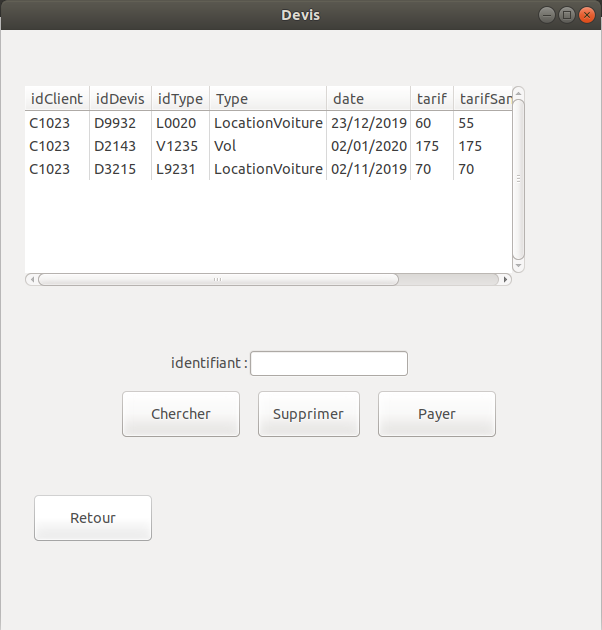 Devis
idClient idDevis idType Type date tarif tarifSan
C1023 D9932 L0020 LocationVoiture 23/12/2019 60 55
C1023 D2143 V1235 Vol 02/01/2020 175 175
C1023 D3215 L9231 LocationVoiture 02/11/2019 70 70
identifiant :
Chercher Supprimer Payer
Retour